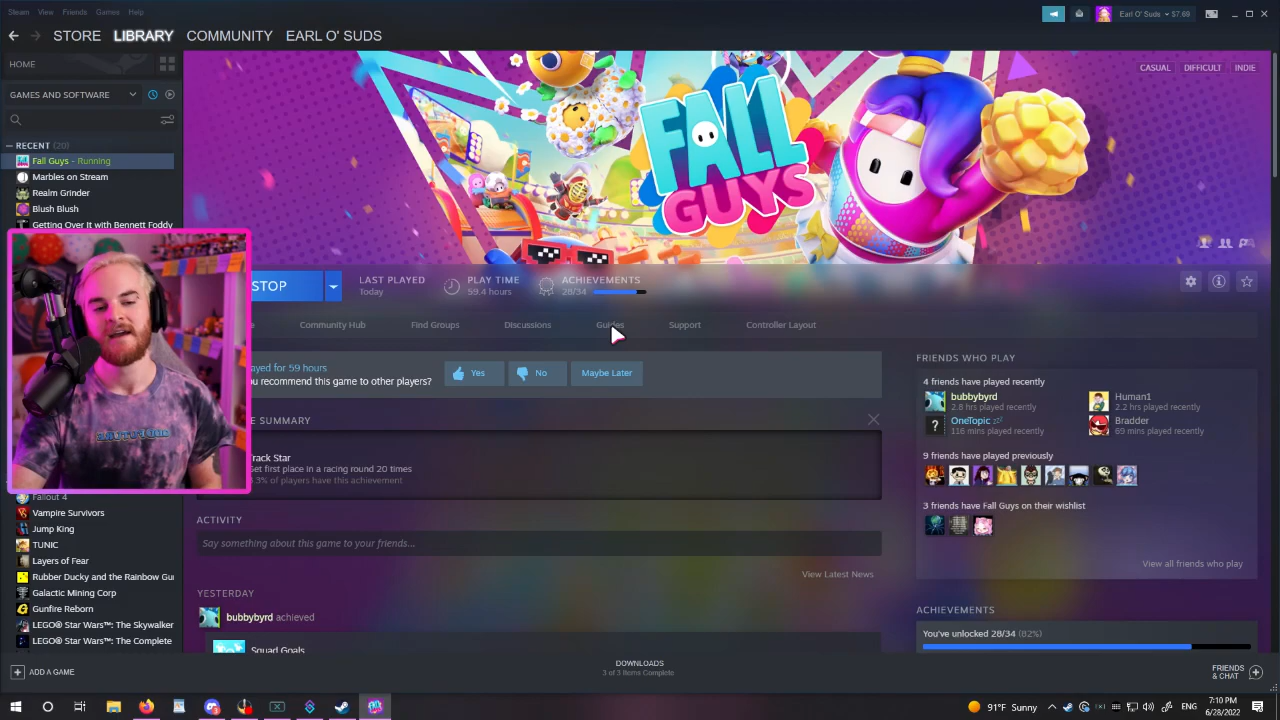 Steam View Friends Games Help
Earl O' Suds $7.69
STORE LIBRARY COMMUNITY EARL O' SUDS
HOME
CASUAL DIFFICULT INDIE
GAMES AND SOFTWARE
RECENT (20)
Fall Guys - Running
Marbles on Stream
Realm Grinder
Blush Blush
Getting Over It with Bennett Foddy
FALL
GUYS
STOP
LAST PLAYED
Today
PLAY TIME
59.4 hours
ACHIEVEMENTS
28/34
Community Hub Find Groups Discussions Guides Support Controller Layout
ayed for 59 hours
u recommend this game to other players?
Yes No Maybe Later
E SUMMARY
Track Star
Get first place in a racing round 20 times
.3% of players have this achievement
ACTIVITY
Say something about this game to your friends...
View Latest News
YESTERDAY
bubbybyrd achieved
Squad Goals
FRIENDS WHO PLAY
4 friends have played recently
bubbybyrd
2.8 hrs played recently
Human1
2.2 hrs played recently
OneTopic zzz
116 mins played recently
Bradder
69 mins played recently
9 friends have played previously
3 friends have Fall Guys on their wishlist
View all friends who play
ACHIEVEMENTS
You've unlocked 28/34 (82%)
Fallout 4
Vampire Survivors
Jump King
TUNIC
Layers of Fear
Rubber Ducky and the Rainbow Gun
Galactic Mining Corp
Gunfire Reborn
LEGO® Star Wars™: The Skywalker
LEGO® Star Wars™: The Complete
ADD A GAME
DOWNLOADS
3 of 3 Items Complete
FRIENDS
& CHAT
91°F Sunny
ENG
7:10 PM
6/28/2022